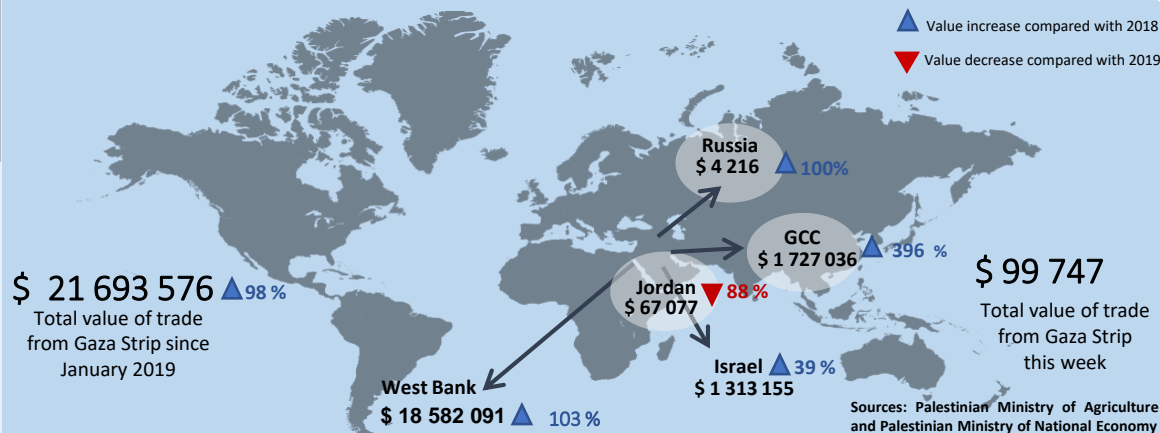 Value increase compared with 2018
Value decrease compared with 2019
Russia
$ 4 216
100%
GCC
$ 1 727 036
396 %
$ 21 693 576
98 %
Total value of trade
from Gaza Strip since
January 2019
Jordan
$ 67 077
88 %
$ 99 747
Total value of trade
from Gaza Strip
this week
Israel
39 %
$ 1 313 155
West Bank
$ 18 582 091
103 %
Sources: Palestinian Ministry of Agriculture
and Palestinian Ministry of National Economy